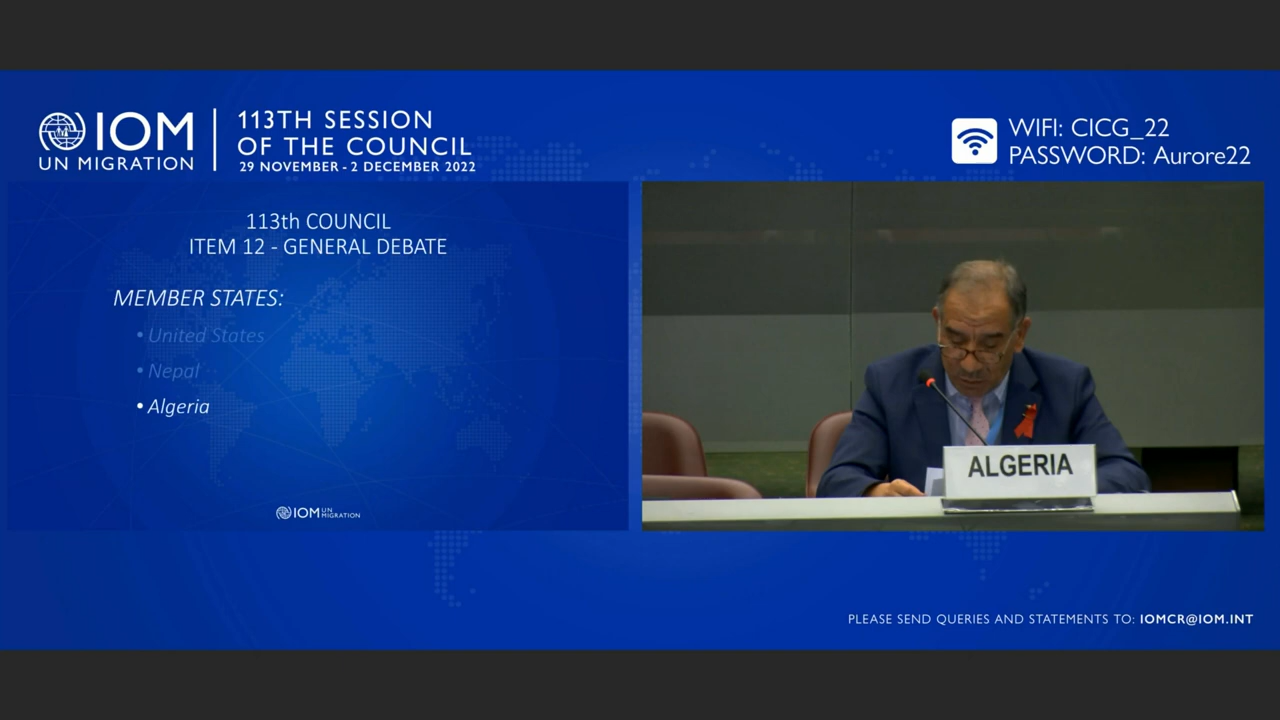 IOM
UN MIGRATION
113TH SESSION
OF THE COUNCIL
29 NOVEMBER - 2 DECEMBER 2022
WIFI: CICG_22
PASSWORD: Aurore22
113th COUNCIL
ITEM 12 - GENERAL DEBATE
MEMBER STATES:
• United States
• Nepal
• Algeria
IOM UN MIGRATION
ALGERIA
PLEASE SEND QUERIES AND STATEMENTS TO: IOMCR@IOM.INT